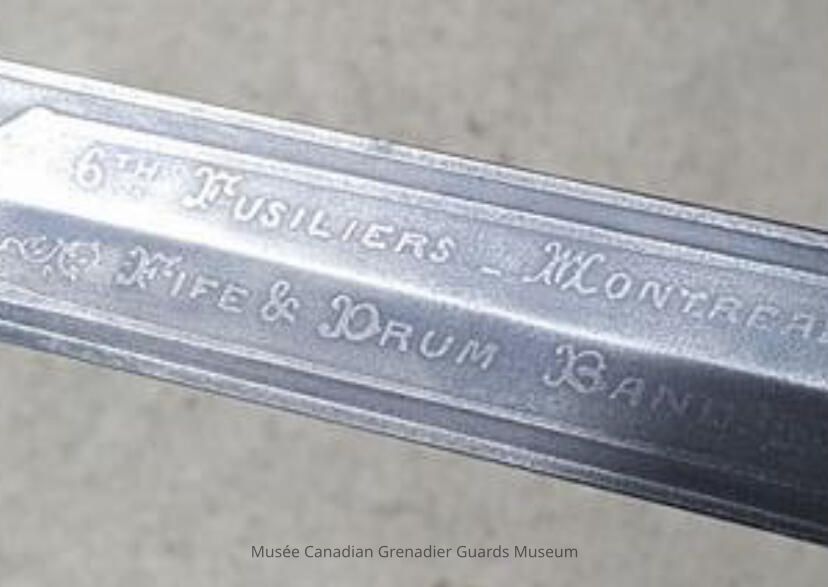 6TH FUSILIERS - MONTREAL
FIFE & DRUM BAND
Musée Canadian Grenadier Guards Museum